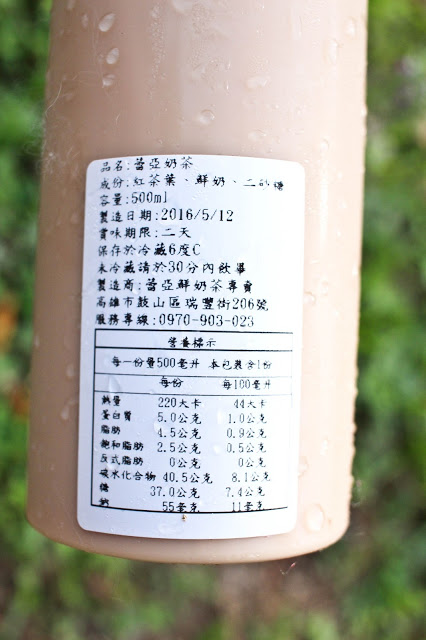 品名:蕾亞奶茶
成份:紅茶葉、鮮奶、二砂糖
容量:500ml
製造日期:2016/5/12
賞味期限:二天
保存於冷藏6度C
未冷藏請於30分內飲畢
製造商:蕾亞鮮奶茶專賣
高雄市鼓山區瑞豐街206號
服務專線:0970-903-023
營養標示
每一份量500毫升 本包裝含1份
每份 每100毫升
熱量 220大卡 44大卡
蛋白質 5.0公克 1.0公克
脂肪 4.5公克 0.9公克
飽和脂肪 2.5公克 0.5公克
反式脂肪 0公克 0公克
碳水化合物 40.5公克 8.1公克
糖 37.0公克 7.4公克
鈉 55毫克 11毫克